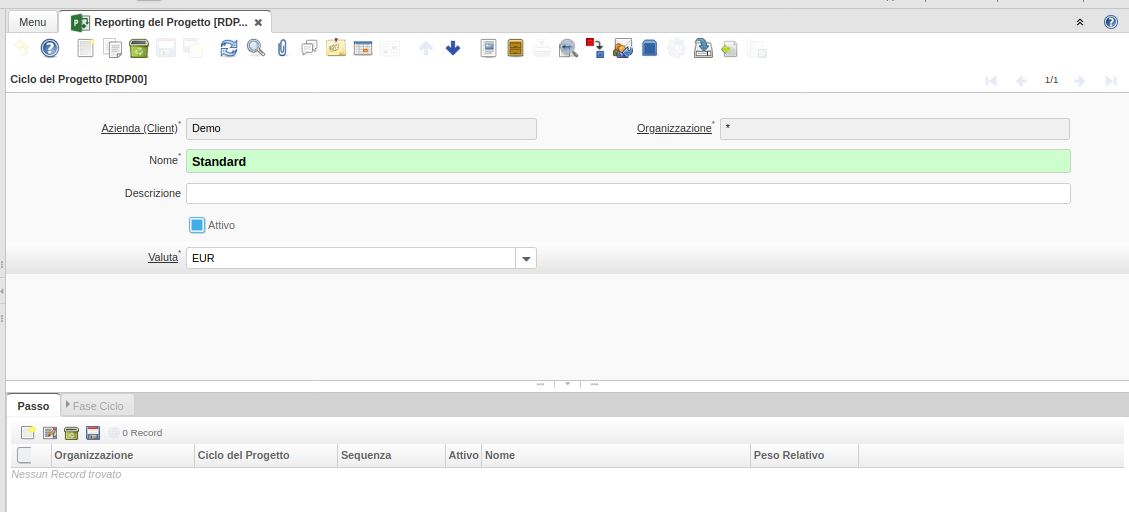 Menu
Reporting del Progetto [RDP...
Ciclo del Progetto [RDP00]
1/1
Azienda (Client)* Demo Organizzazione* *
Nome* Standard
Descrizione
Attivo
Valuta* EUR
Passo
Fase Ciclo
0 Record
Organizzazione Ciclo del Progetto Sequenza Attivo Nome Peso Relativo
Nessun Record trovato